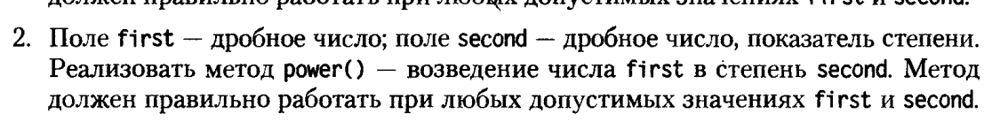 должен правильно работать при любых допустимых значениях first и second.
2. Поле first — дробное число; поле second — дробное число, показатель степени.
Реализовать метод power() — возведение числа first в степень second. Метод
должен правильно работать при любых допустимых значениях first и second.